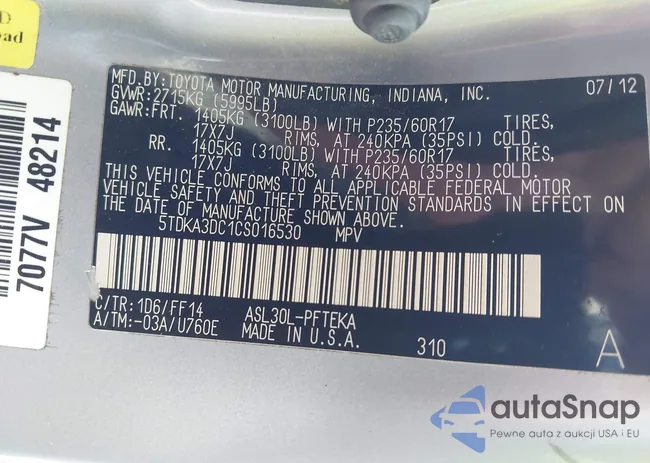 D
oad
7077V 48214
MFD.BY:TOYOTA MOTOR MANUFACTURING, INDIANA, INC. 07/12
GVWR:2715KG (5995LB)
GAWR:FRT. 1405KG (3100LB) WITH P235/60R17 TIRES,
17X7J RIMS, AT 240KPA (35PSI) COLD.
RR. 1405KG (3100LB) WITH P235/60R17 TIRES,
17X7J RIMS, AT 240KPA (35PSI) COLD.
THIS VEHICLE CONFORMS TO ALL APPLICABLE FEDERAL MOTOR
VEHICLE SAFETY AND THEFT PREVENTION STANDARDS IN EFFECT ON
THE DATE OF MANUFACTURE SHOWN ABOVE.
5TDKA3DC1CS016530 MPV
C/TR:1D6/FF14 ASL30L-PFTEKA
A/TM:-03A/U760E MADE IN U.S.A. 310 A
autoSnap
Pewne auta z aukcji USA i EU